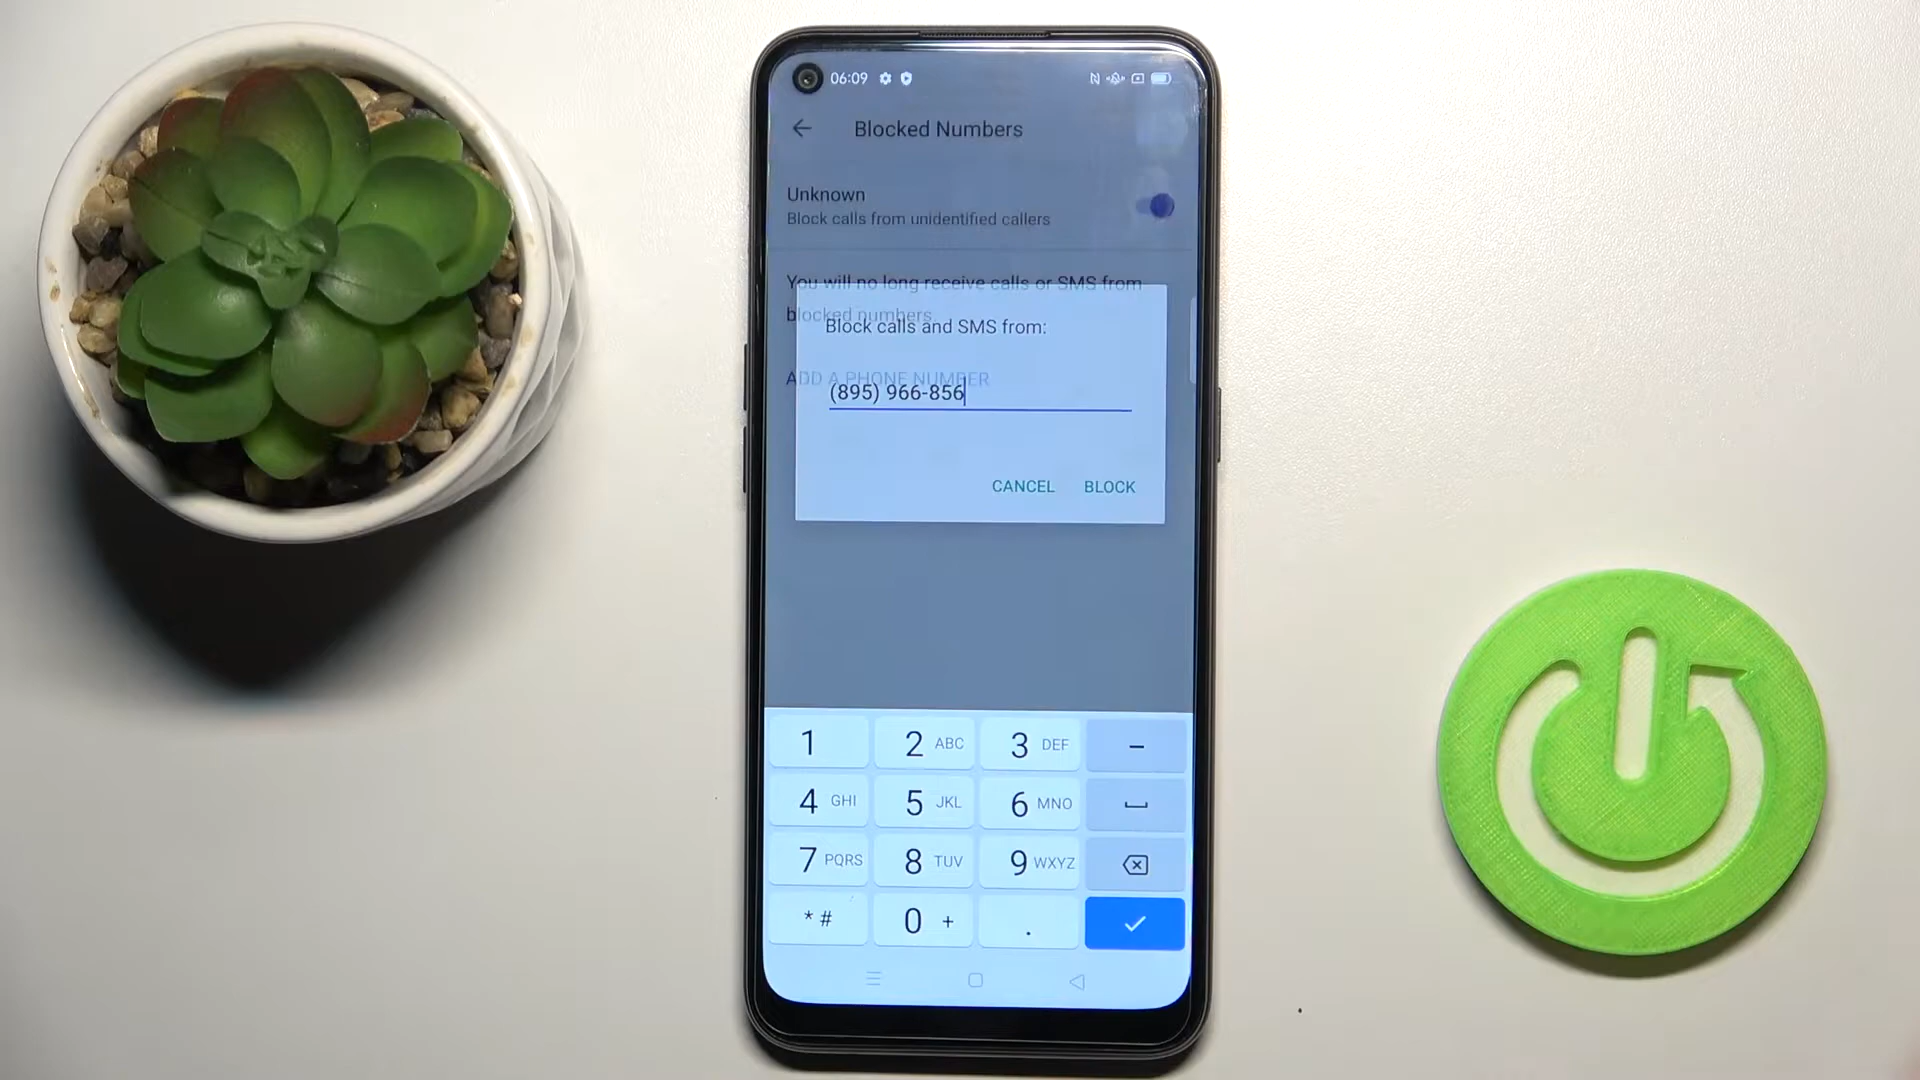 06:09
Blocked Numbers
Unknown
Block calls from unidentified callers
You will no long receive calls or SMS from
blocked numbers.
Block calls and SMS from:
ADD A PHONE NUMBER
(895) 966-856
CANCEL BLOCK
1 2 ABC 3 DEF -
4 GHI 5 JKL 6 MNO
7 PQRS 8 TUV 9 WXYZ
* # 0 + .